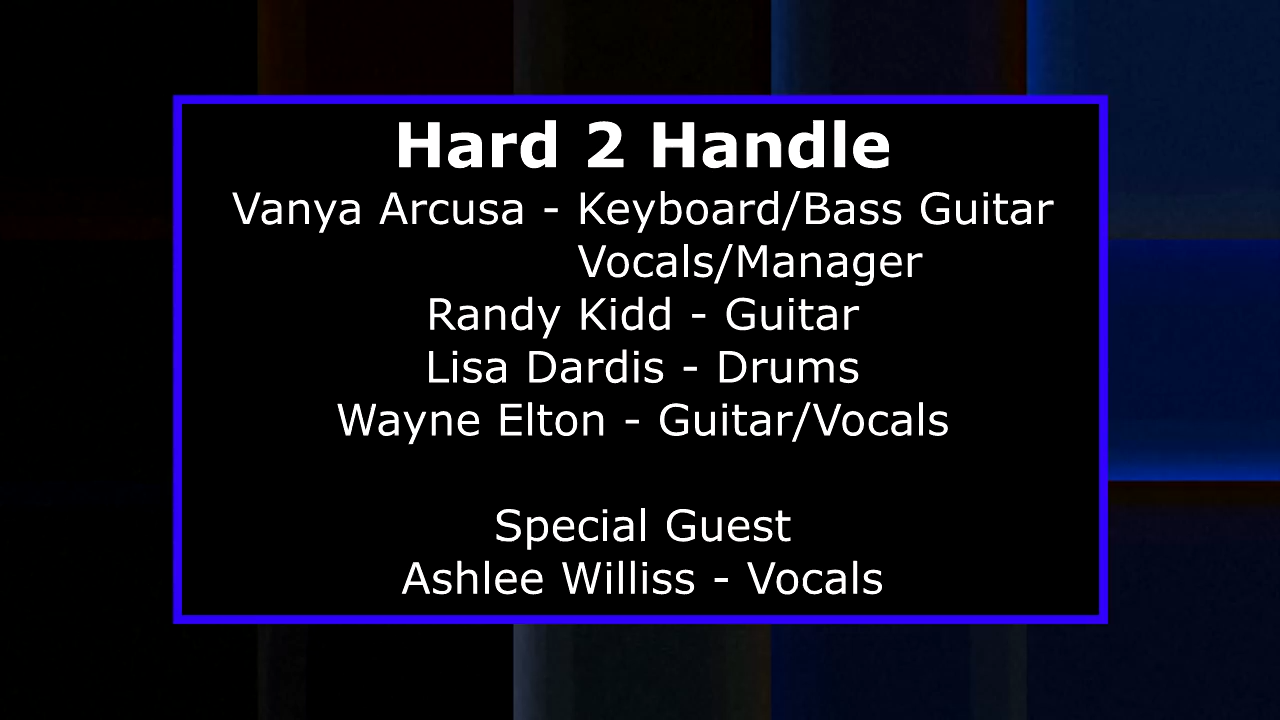 Hard 2 Handle
Vanya Arcusa - Keyboard/Bass Guitar
Vocals/Manager
Randy Kidd - Guitar
Lisa Dardis - Drums
Wayne Elton - Guitar/Vocals
Special Guest
Ashlee Williss - Vocals